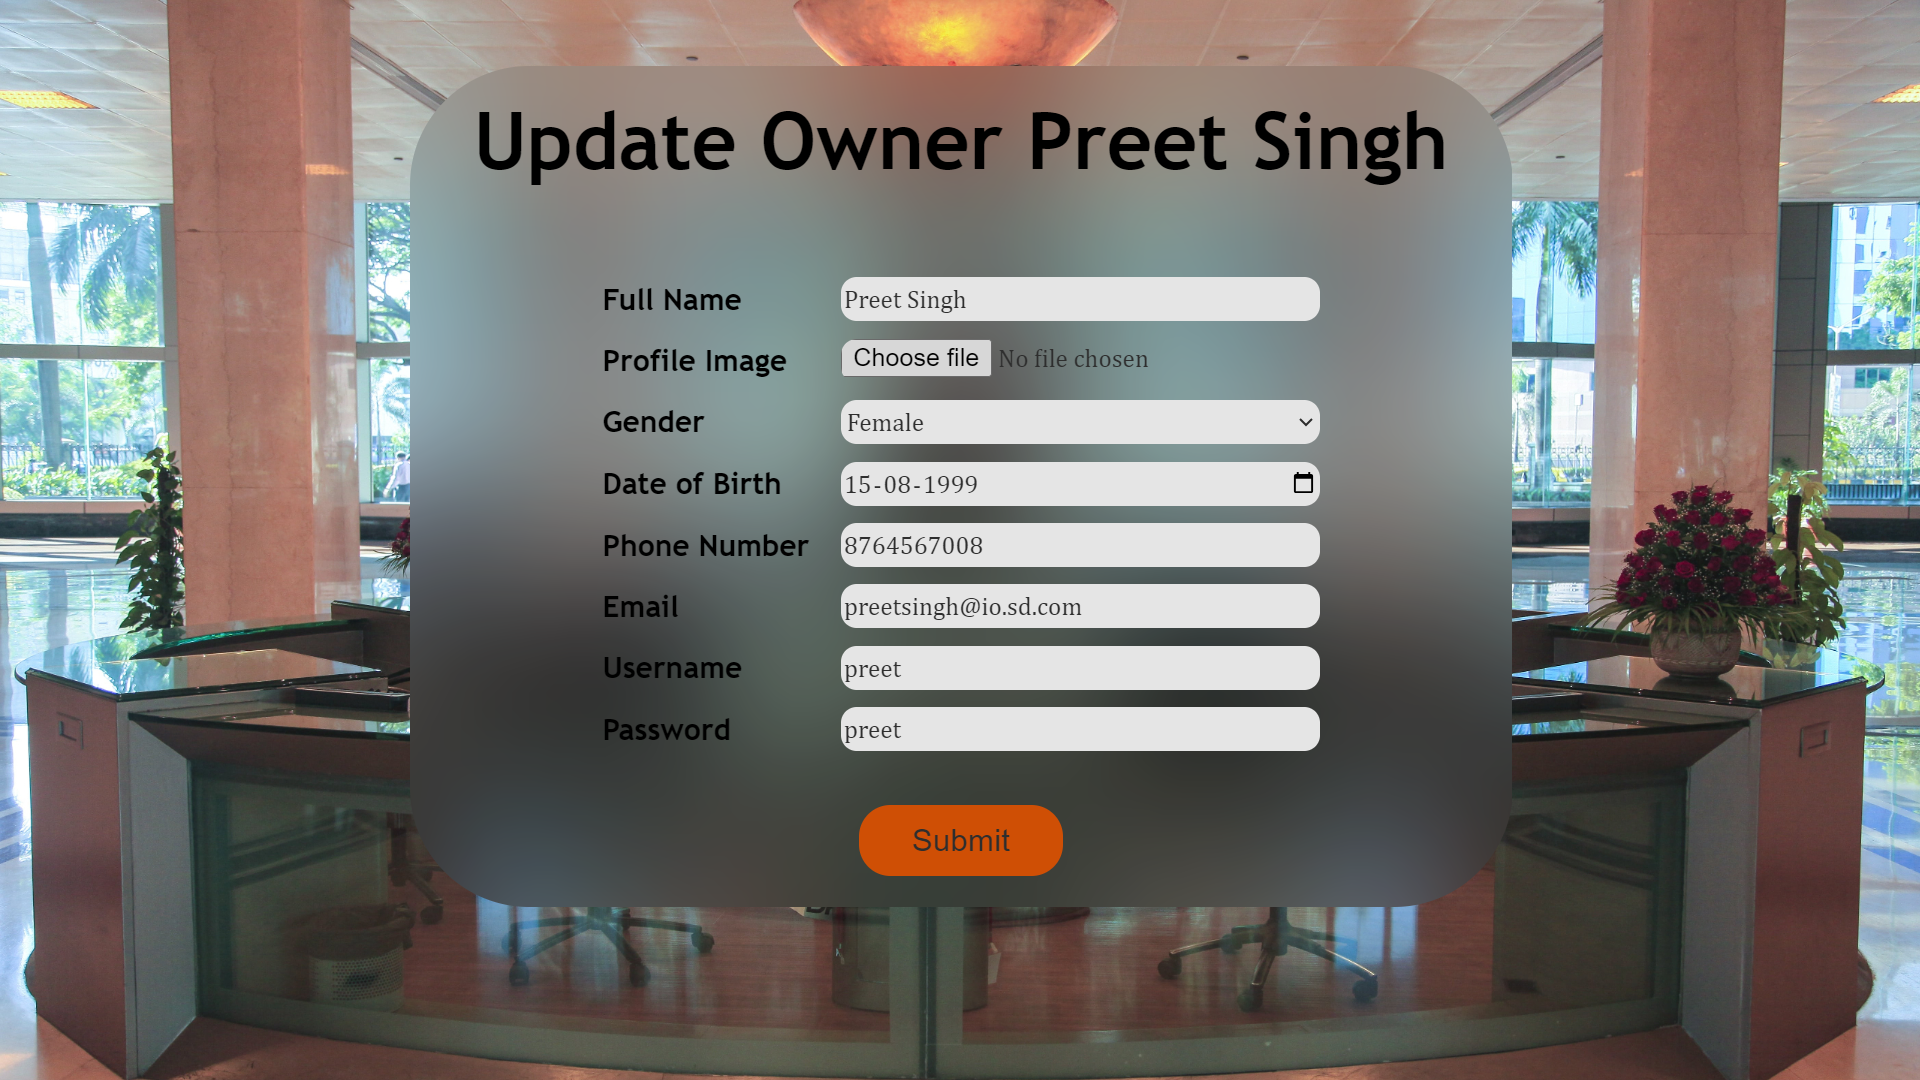 Update Owner Preet Singh
Full Name Preet Singh
Profile Image Choose file No file chosen
Gender Female
Date of Birth 15-08-1999
Phone Number 8764567008
Email preetsingh@io.sd.com
Username preet
Password preet
Submit